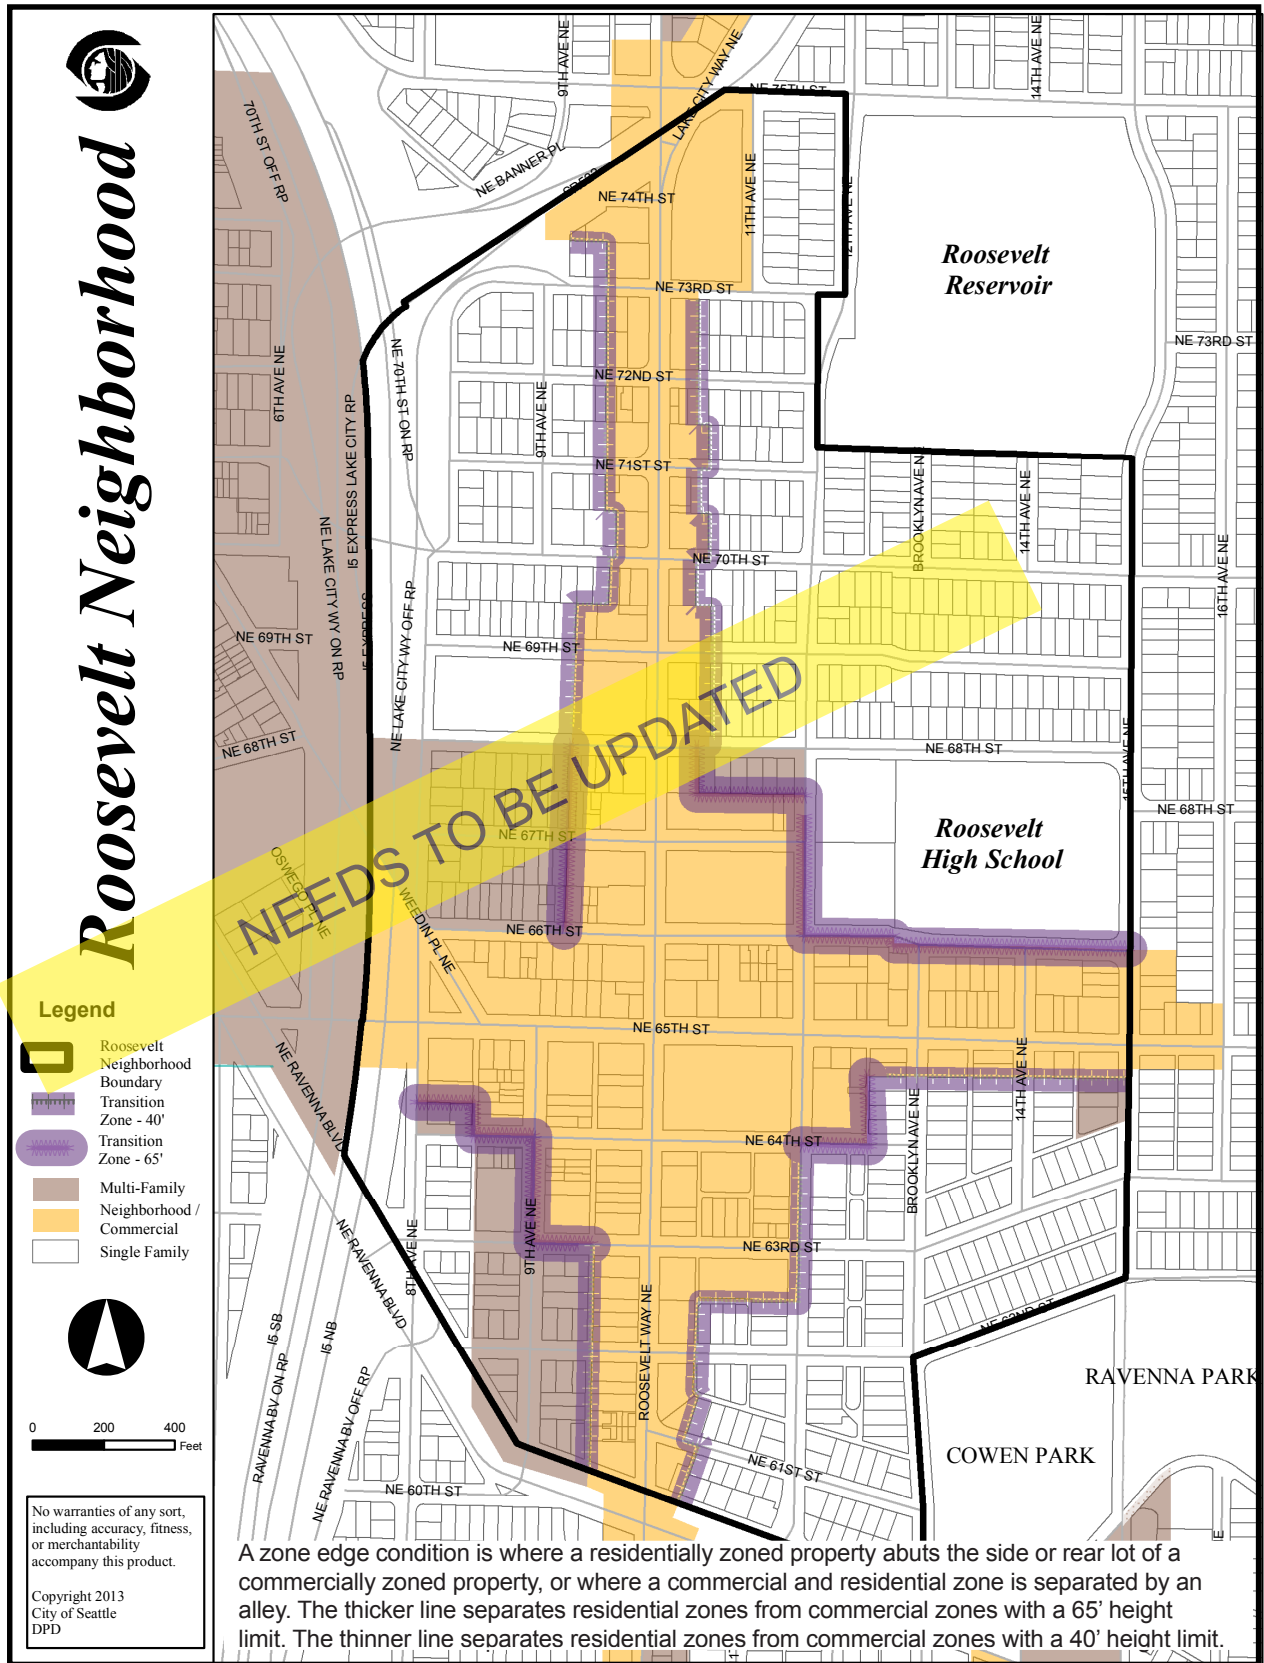 Roosevelt Neighborhood
Legend
Roosevelt
Neighborhood
Boundary
Transition
Zone - 40'
Transition
Zone - 65'
Multi-Family
Neighborhood /
Commercial
Single Family
0 200 400
Feet
No warranties of any sort,
including accuracy, fitness,
or merchantability
accompany this product.
Copyright 2013
City of Seattle
DPD
9TH AVE NE
LAKE CITY WAY NE
NE 75TH ST
14TH AVE NE
70TH ST OFF RP
NE BANNER PL
NE 74TH ST
11TH AVE NE
12TH AVE NE
Roosevelt
Reservoir
NE 73RD ST
NE 73RD ST
6TH AVE NE
NE 70TH ST ON RP
I5 EXPRESS LAKE CITY RP
NE 72ND ST
9TH AVE NE
NE 71ST ST
BROOKLYN AVE N
14TH AVE NE
NE LAKE CITY WY ON RP
NE 70TH ST
16TH AVE NE
I5 EXPRESS
NE LAKE CITY WY OFF RP
NE 69TH ST
NE 69TH ST
NEEDS TO BE UPDATED
NE 68TH ST
NE 68TH ST
15TH AVE NE
NE 68TH ST
Roosevelt
High School
NE 67TH ST
OSWEGO PL NE
WEEDIN PL NE
NE 66TH ST
NE 65TH ST
NE RAVENNA BLVD
14TH AVE NE
NE 64TH ST
BROOKLYN AVE NE
NE RAVENNA BLVD
8TH AVE NE
9TH AVE NE
NE 63RD ST
NE 62ND ST
I5 SB
I5 NB
ROOSEVELT WAY NE
RAVENNA PARK
RAVENNA BV ON RP
NE RAVENNA BV OFF RP
COWEN PARK
NE 61ST ST
NE 60TH ST
E
A zone edge condition is where a residentially zoned property abuts the side or rear lot of a
commercially zoned property, or where a commercial and residential zone is separated by an
alley. The thicker line separates residential zones from commercial zones with a 65’ height
limit. The thinner line separates residential zones from commercial zones with a 40’ height limit.